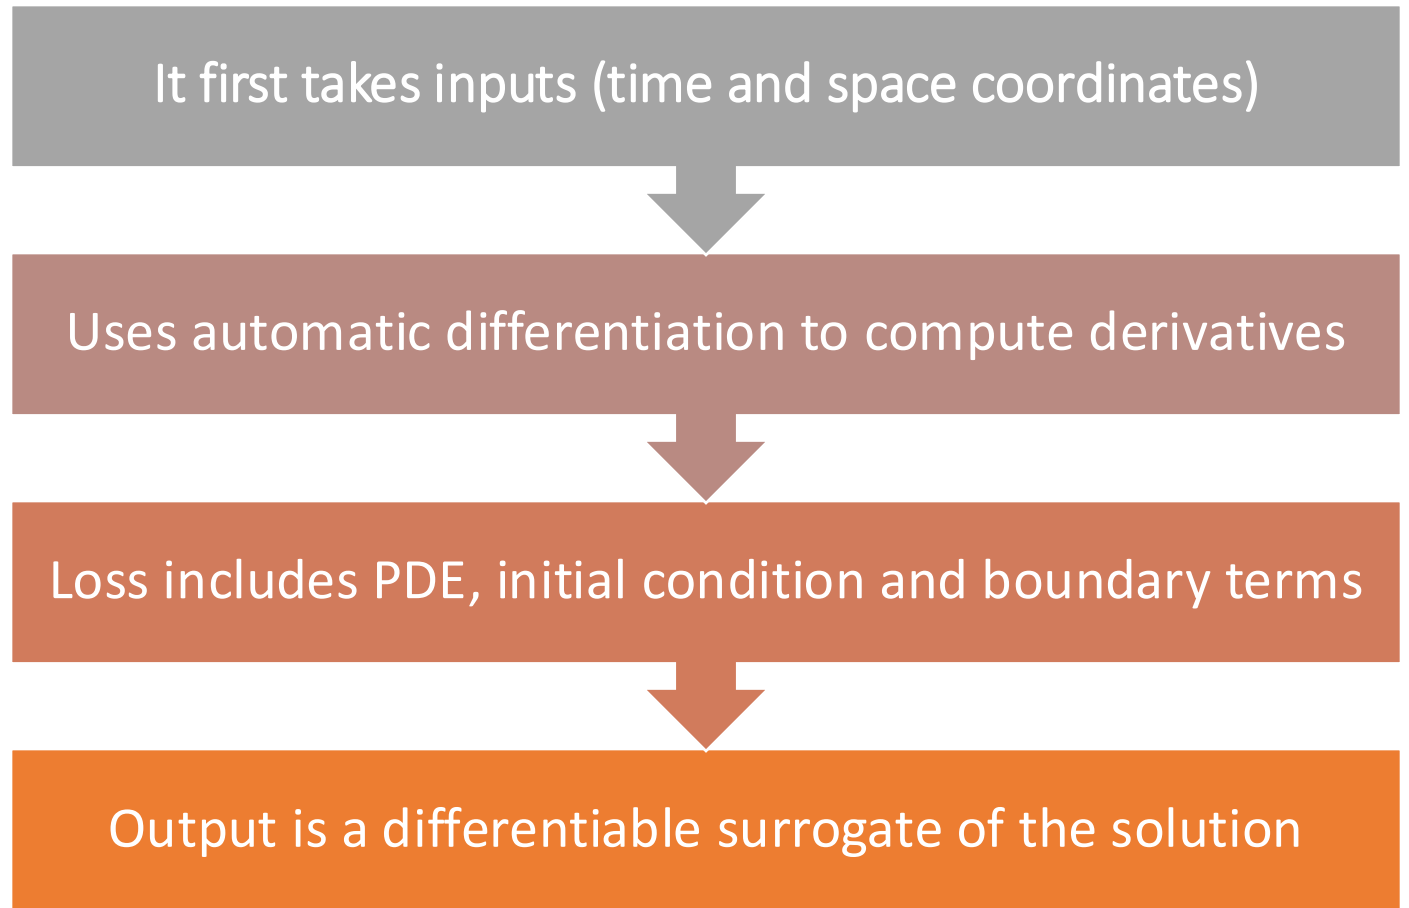 It first takes inputs (time and space coordinates)
Uses automatic differentiation to compute derivatives
Loss includes PDE, initial condition and boundary terms
Output is a differentiable surrogate of the solution